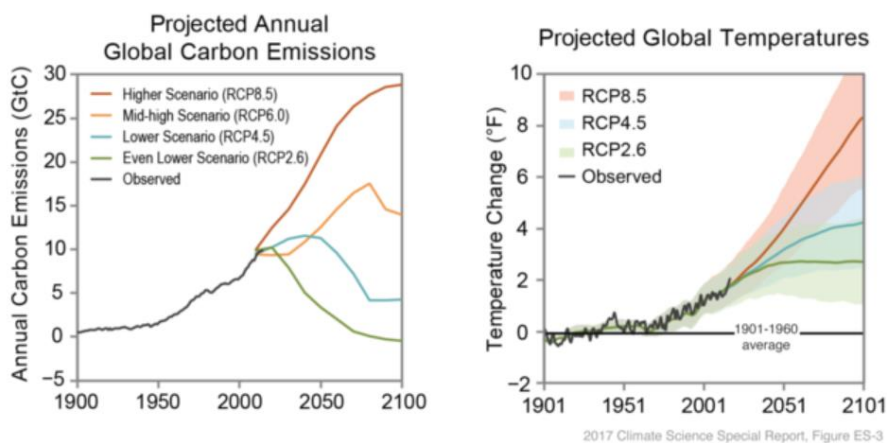 Projected Annual
Global Carbon Emissions
Annual Carbon Emissions (GtC)
30
25
20
15
10
5
0
−5
Higher Scenario (RCP8.5)
Mid-high Scenario (RCP6.0)
Lower Scenario (RCP4.5)
Even Lower Scenario (RCP2.6)
Observed
1900 1950 2000 2050 2100
Projected Global Temperatures
Temperature Change (°F)
10
8
6
4
2
0
−2
RCP8.5
RCP4.5
RCP2.6
Observed
1901-1960
average
1901 1951 2001 2051 2101
2017 Climate Science Special Report, Figure ES-3